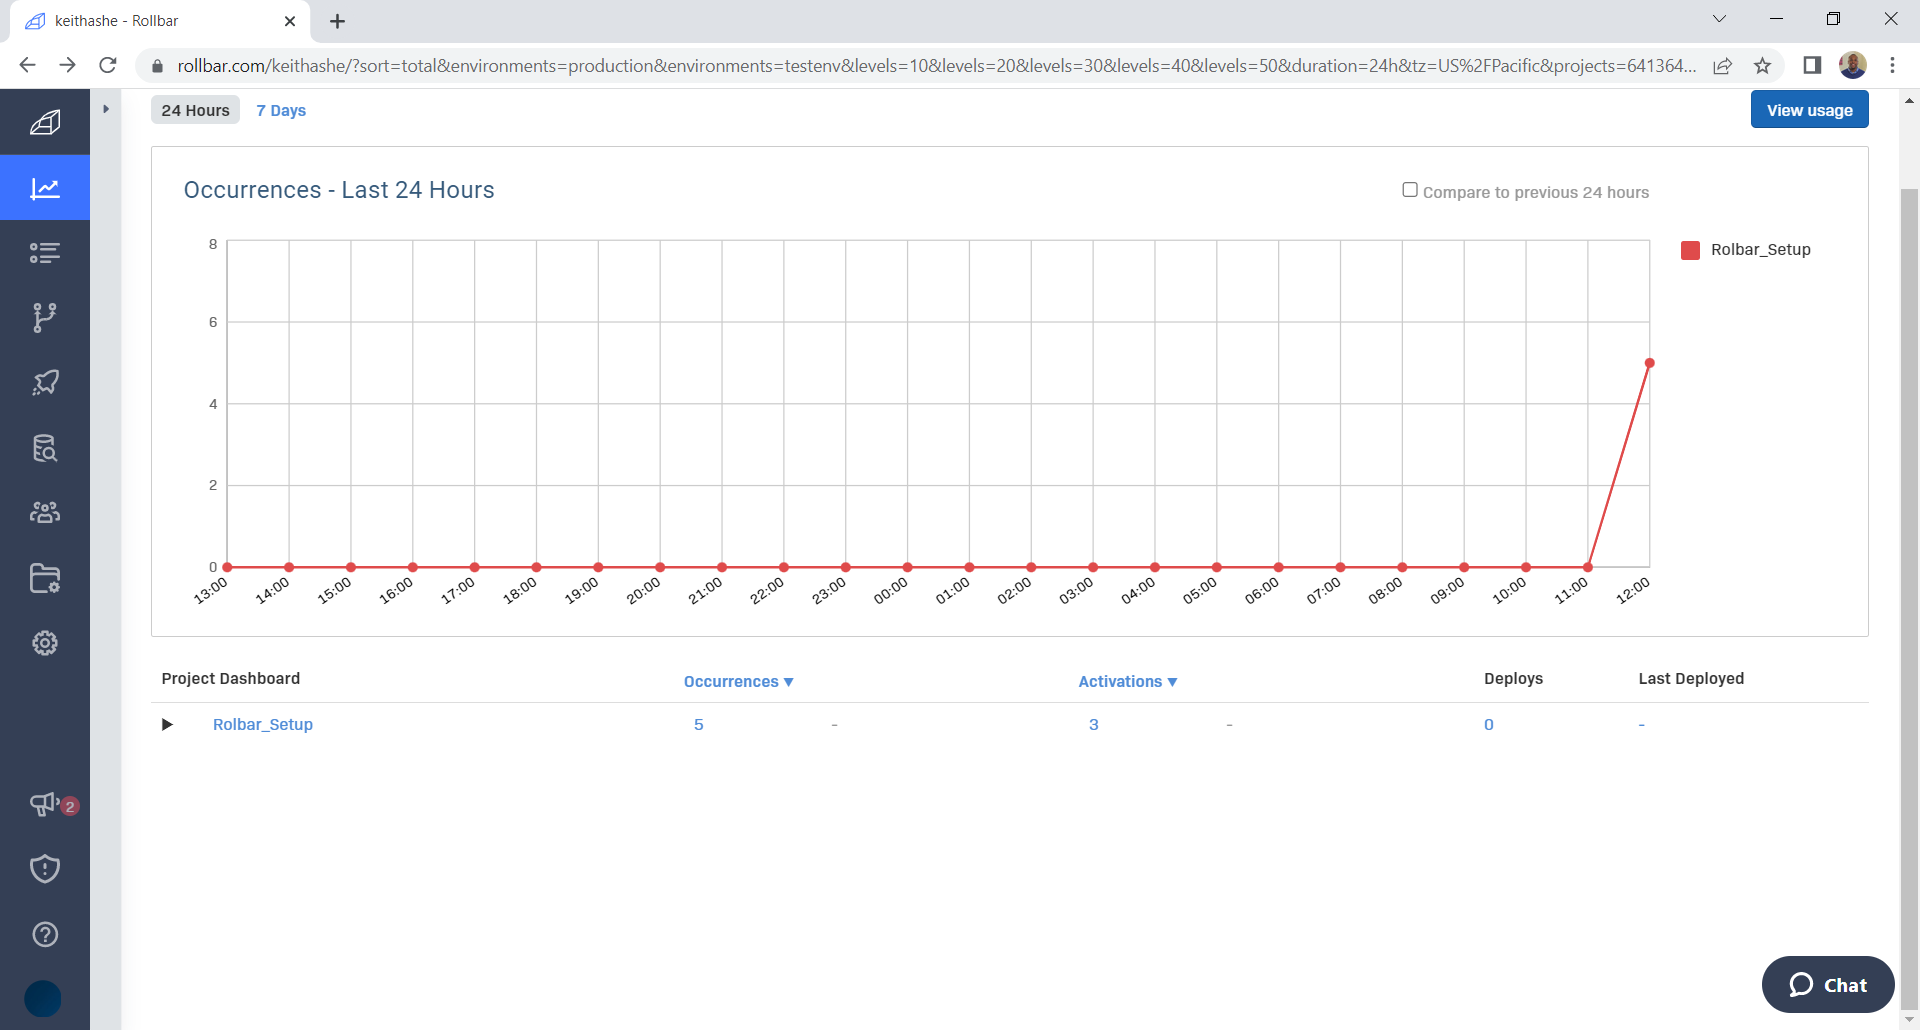 keithashe - Rollbar
rollbar.com/keithashe/?sort=total&environments=production&environments=testenv&levels=10&levels=20&levels=30&levels=40&levels=50&duration=24h&tz=US%2FPacific&projects=641364...
24 Hours 7 Days View usage
Occurrences - Last 24 Hours
Compare to previous 24 hours
Rolbar_Setup
8
6
4
2
0
13:00 14:00 15:00 16:00 17:00 18:00 19:00 20:00 21:00 22:00 23:00 00:00 01:00 02:00 03:00 04:00 05:00 06:00 07:00 08:00 09:00 10:00 11:00 12:00
Project Dashboard Occurrences ▼ Activations ▼ Deploys Last Deployed
Rolbar_Setup 5 - 3 - 0 -
2
Chat